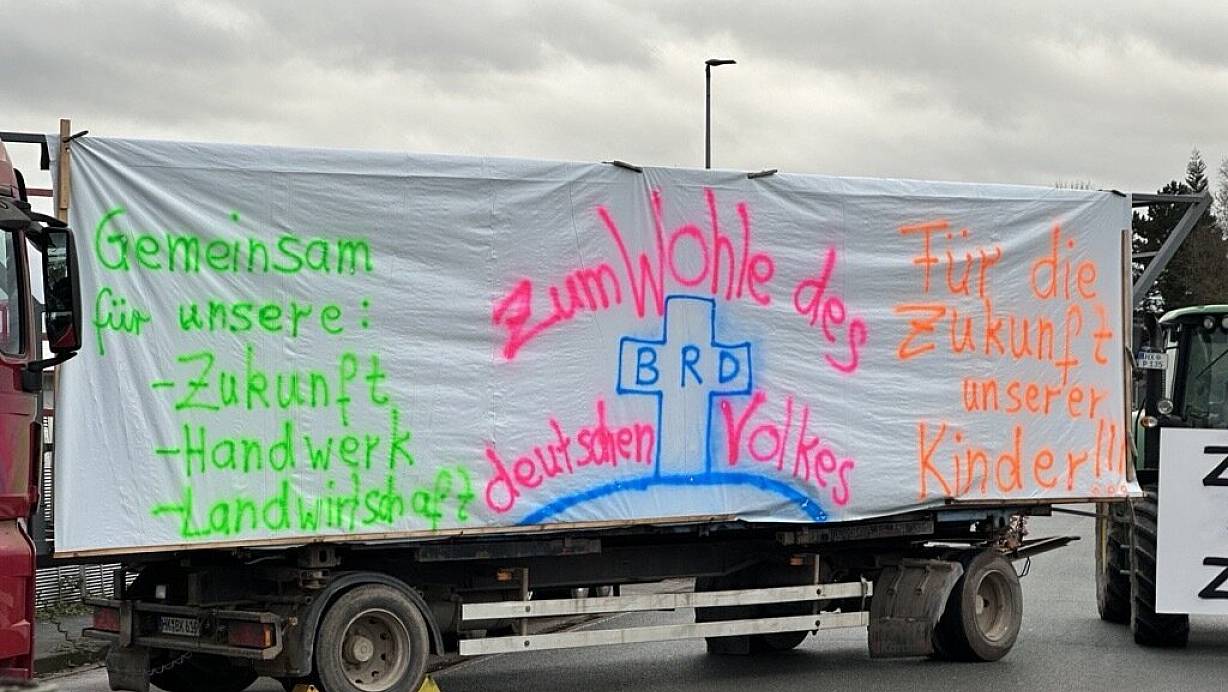 Gemeinsam
für unsere:
-Zukunft
-Handwerk
-Landwirtschaft
Zum Wohle des
BRD
deutschen Volkes
Für die
Zukunft
unserer
Kinder!!!
Z
Z